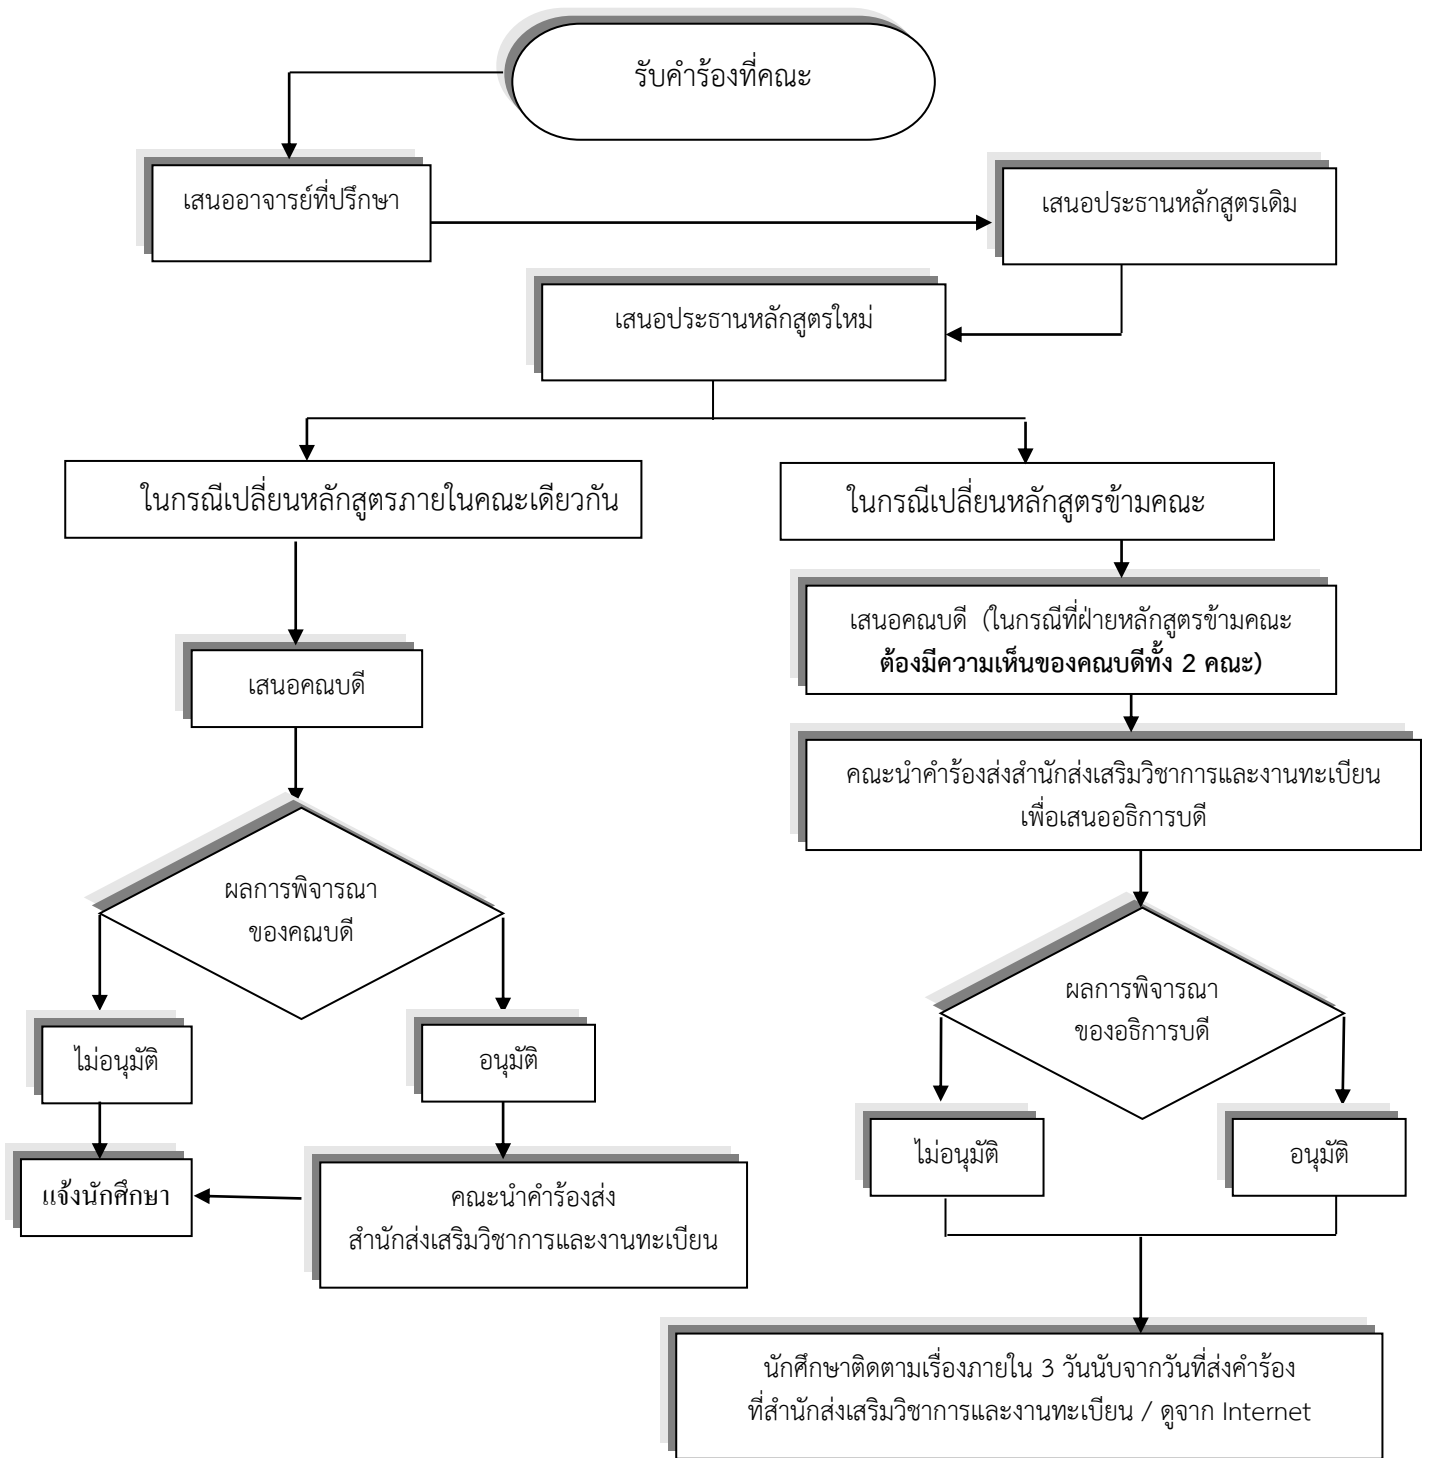 รับคำร้องที่คณะ
เสนออาจารย์ที่ปรึกษา
เสนอประธานหลักสูตรเดิม
เสนอประธานหลักสูตรใหม่
ในกรณีเปลี่ยนหลักสูตรภายในคณะเดียวกัน
ในกรณีเปลี่ยนหลักสูตรข้ามคณะ
เสนอคณบดี
เสนอคณบดี (ในกรณีที่ฝ่ายหลักสูตรข้ามคณะ
ต้องมีความเห็นของคณบดีทั้ง 2 คณะ)
คณะนำคำร้องส่งสำนักส่งเสริมวิชาการและงานทะเบียน
เพื่อเสนออธิการบดี
ผลการพิจารณา
ของคณบดี
ผลการพิจารณา
ของอธิการบดี
ไม่อนุมัติ
อนุมัติ
ไม่อนุมัติ
อนุมัติ
แจ้งนักศึกษา
คณะนำคำร้องส่ง
สำนักส่งเสริมวิชาการและงานทะเบียน
นักศึกษาติดตามเรื่องภายใน 3 วันนับจากวันที่ส่งคำร้อง
ที่สำนักส่งเสริมวิชาการและงานทะเบียน / ดูจาก Internet